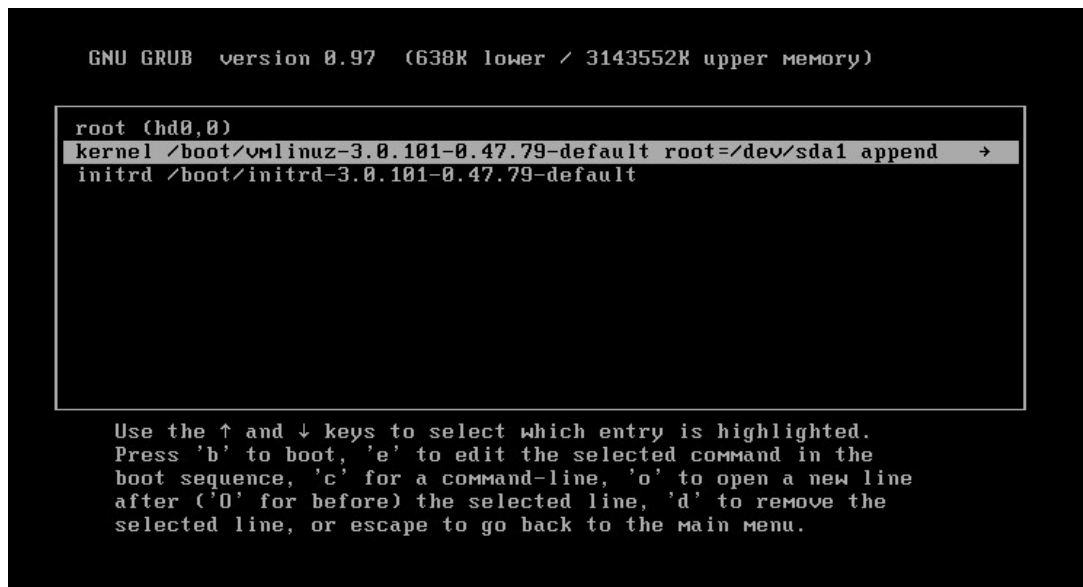 GNU GRUB  version 0.97  (638K lower / 3143552K upper memory)
root (hd0,0)
kernel /boot/vmlinuz-3.0.101-0.47.79-default root=/dev/sda1 append →
initrd /boot/initrd-3.0.101-0.47.79-default
Use the ↑ and ↓ keys to select which entry is highlighted.
Press 'b' to boot, 'e' to edit the selected command in the
boot sequence, 'c' for a command-line, 'o' to open a new line
after ('O' for before) the selected line, 'd' to remove the
selected line, or escape to go back to the main menu.